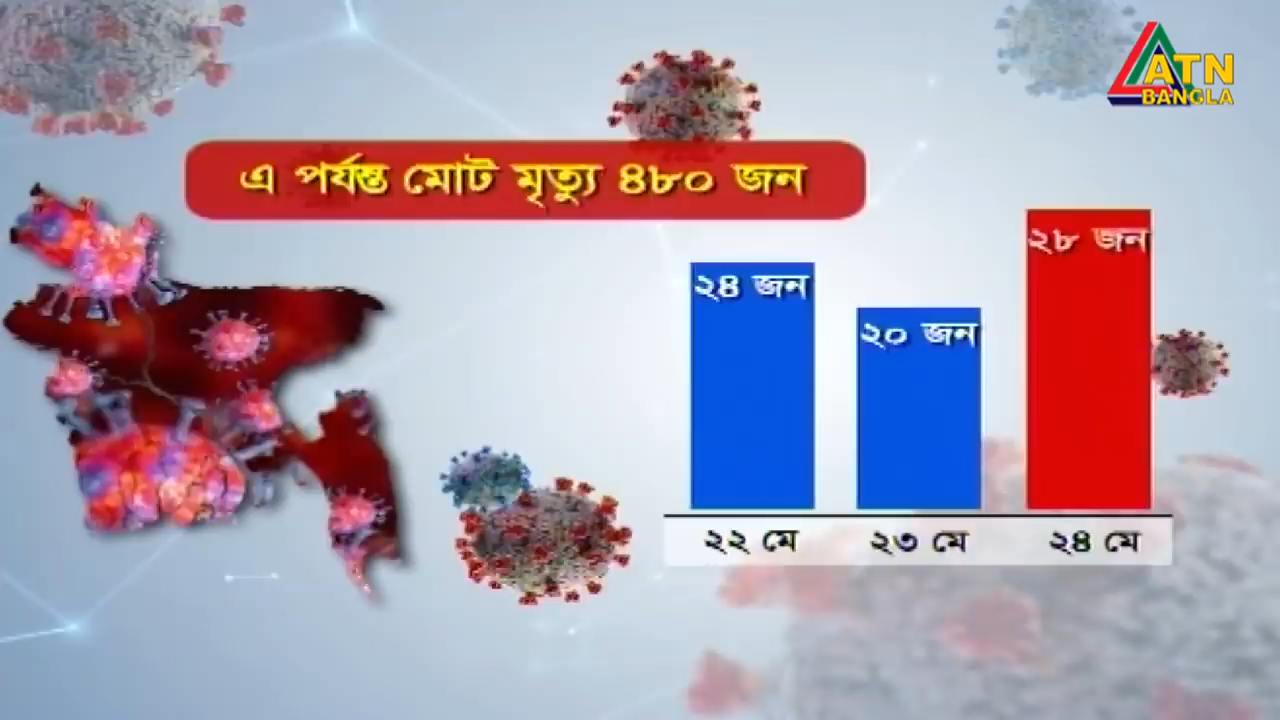 ATN
BANGLA
এ পর্যন্ত মোট মৃত্যু ৪৮০ জন
২৪ জন
২০ জন
২৮ জন
২২ মে
২৩ মে
২৪ মে